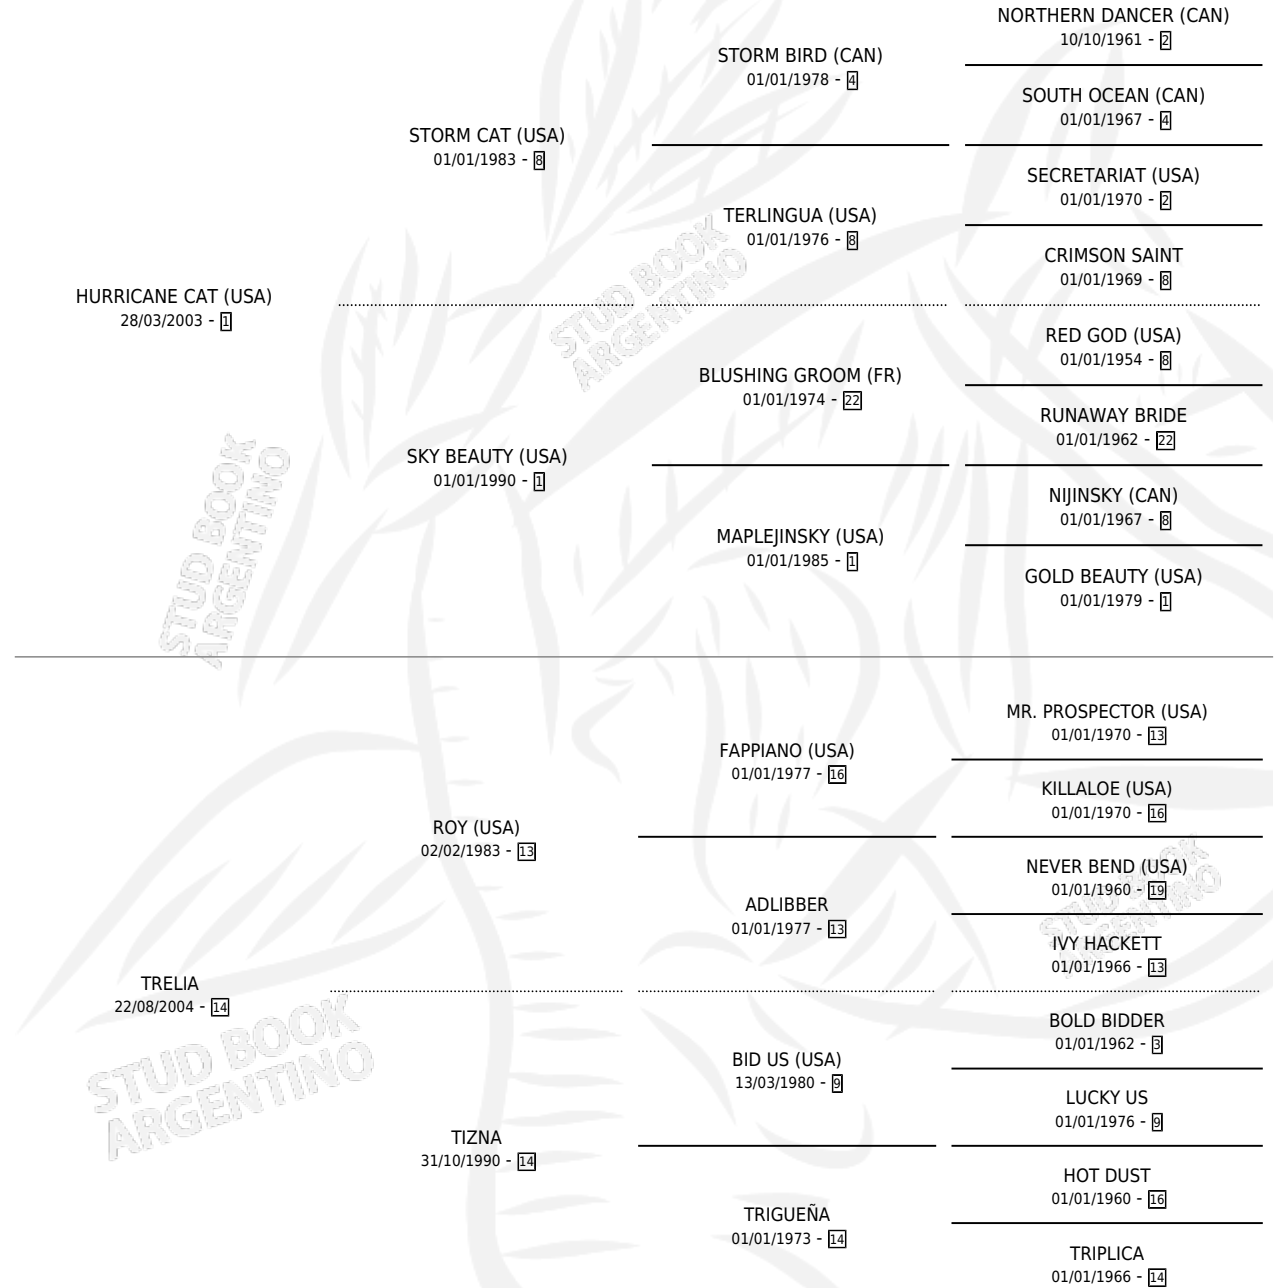 NORTHERN DANCER (CAN)
10/10/1961 - 2
STORM BIRD (CAN)
01/01/1978 - 4
SOUTH OCEAN (CAN)
01/01/1967 - 4
STORM CAT (USA)
01/01/1983 - 8
SECRETARIAT (USA)
01/01/1970 - 2
TERLINGUA (USA)
01/01/1976 - 8
CRIMSON SAINT
01/01/1969 - 8
HURRICANE CAT (USA)
28/03/2003 - 1
RED GOD (USA)
01/01/1954 - 8
BLUSHING GROOM (FR)
01/01/1974 - 22
RUNAWAY BRIDE
01/01/1962 - 22
SKY BEAUTY (USA)
01/01/1990 - 1
NIJINSKY (CAN)
01/01/1967 - 8
MAPLEJINSKY (USA)
01/01/1985 - 1
GOLD BEAUTY (USA)
01/01/1979 - 1
MR. PROSPECTOR (USA)
01/01/1970 - 13
FAPPIANO (USA)
01/01/1977 - 16
KILLALOE (USA)
01/01/1970 - 16
ROY (USA)
02/02/1983 - 13
NEVER BEND (USA)
01/01/1960 - 19
ADLIBBER
01/01/1977 - 13
IVY HACKETT
01/01/1966 - 13
TRELIA
22/08/2004 - 14
BOLD BIDDER
01/01/1962 - 3
BID US (USA)
13/03/1980 - 9
LUCKY US
01/01/1976 - 9
TIZNA
31/10/1990 - 14
HOT DUST
01/01/1960 - 16
TRIGUEÑA
01/01/1973 - 14
TRIPLICA
01/01/1966 - 14
STUD BOOK
ARGENTINO
STUD BOOK
ARGENTINO
STUD BOOK
ARGENTINO
STUD BOOK
ARGENTINO